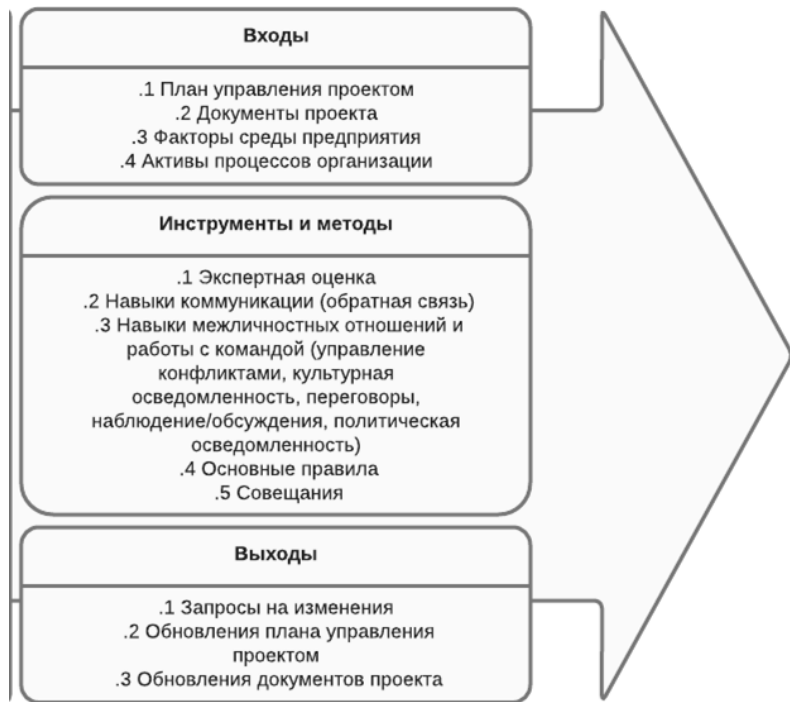 Входы
.1 План управления проектом
.2 Документы проекта
.3 Факторы среды предприятия
.4 Активы процессов организации
Инструменты и методы
.1 Экспертная оценка
.2 Навыки коммуникации (обратная связь)
.3 Навыки межличностных отношений и
работы с командой (управление
конфликтами, культурная
осведомленность, переговоры,
наблюдение/обсуждения, политическая
осведомленность)
.4 Основные правила
.5 Совещания
Выходы
.1 Запросы на изменения
.2 Обновления плана управления
проектом
.3 Обновления документов проекта